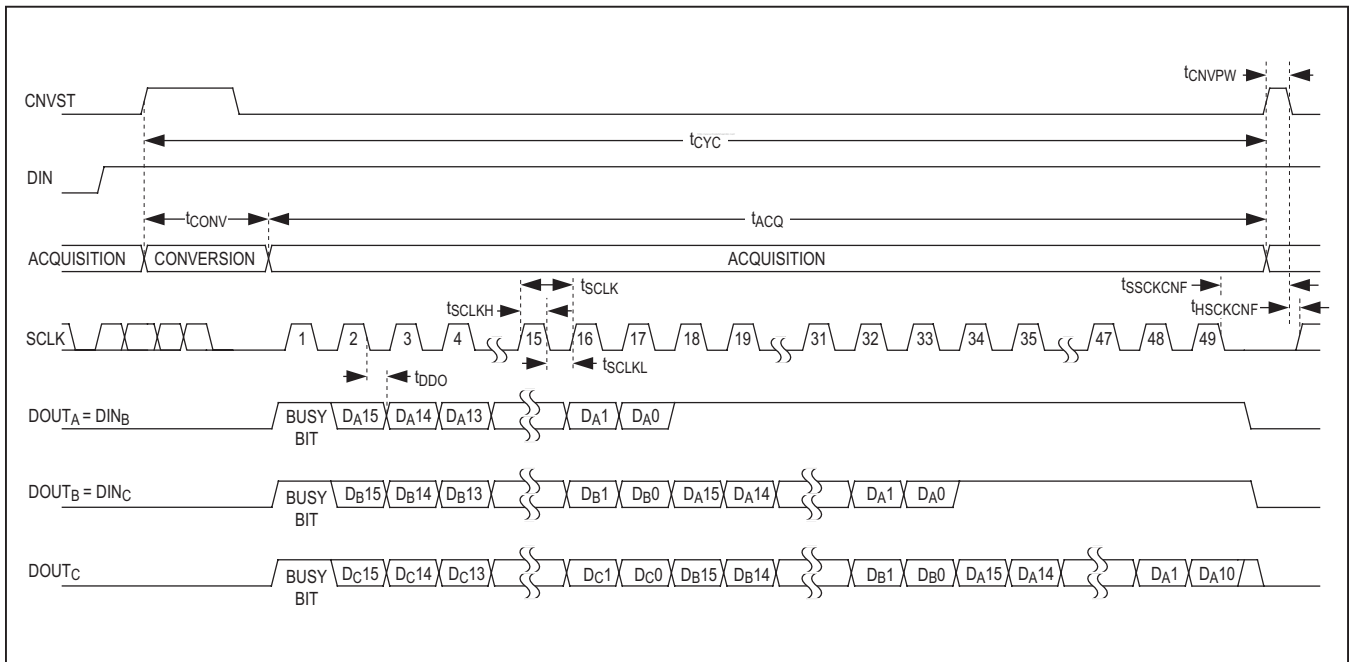 tCNVPW
CNVST
tCYC
DIN
tCONV
tACQ
ACQUISITION CONVERSION ACQUISITION
tSSCKCNF
tSCLK
tSCLKH
tHSCKCNF
SCLK 1 2 3 4 15 16 17 18 19 31 32 33 34 35 47 48 49
tSCLKL
tDDO
DOUTA = DINB BUSY BIT DA15 DA14 DA13 DA1 DA0
DOUTB = DINC BUSY BIT DB15 DB14 DB13 DB1 DB0 DA15 DA14 DA1 DA0
DOUTC BUSY BIT DC15 DC14 DC13 DC1 DC0 DB15 DB14 DB1 DB0 DA15 DA14 DA1 DA10